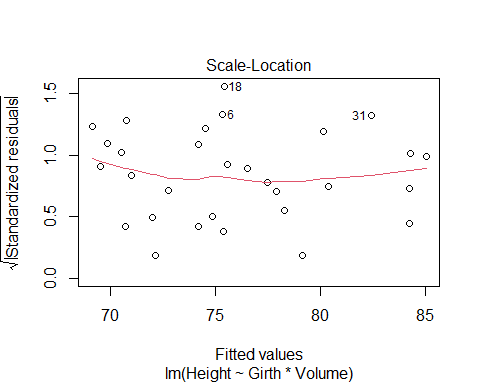 Scale-Location
√|Standardized residuals|
0.0 0.5 1.0 1.5
18
6
31
70 75 80 85
Fitted values
lm(Height ~ Girth * Volume)